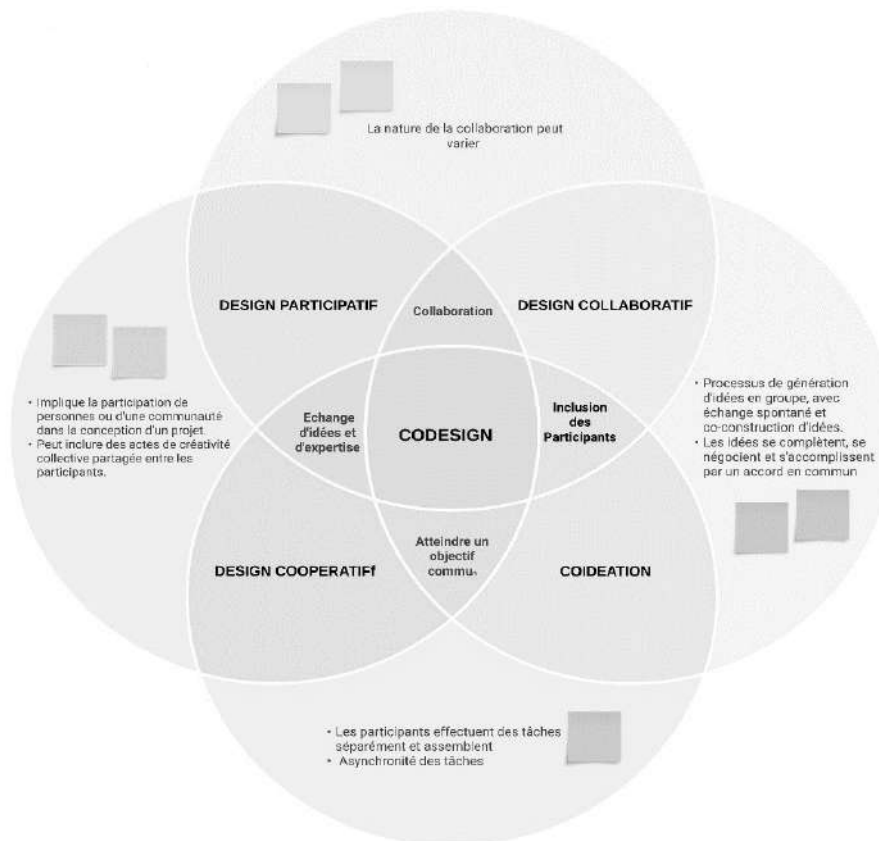 La nature de la collaboration peut
varier
DESIGN PARTICIPATIF
Collaboration
DESIGN COLLABORATIF
• Implique la participation de
personnes ou d'une communauté
dans la conception d'un projet.
• Peut inclure des actes de créativité
collective partagée entre les
participants.
Echange
d'idées et
d'expertise
CODESIGN
Inclusion
des
Participants
• Processus de génération
d'idées en groupe, avec
échange spontané et
co-construction d'idées.
• Les idées se complètent, se
négocient et s'accomplissent
par un accord en commun
DESIGN COOPERATIFf
Atteindre un
objectif
commun
COIDEATION
• Les participants effectuent des tâches
séparément et assemblent
• Asynchronité des tâches